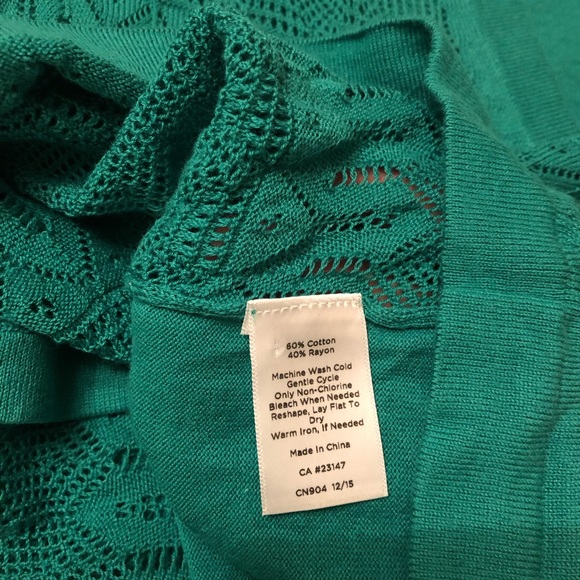 60% Cotton
40% Rayon
Machine Wash Cold
Gentle Cycle
Only Non-Chlorine
Bleach When Needed
Reshape, Lay Flat To
Dry
Warm Iron, If Needed
Made in China
CA #23147
CN904 12/15